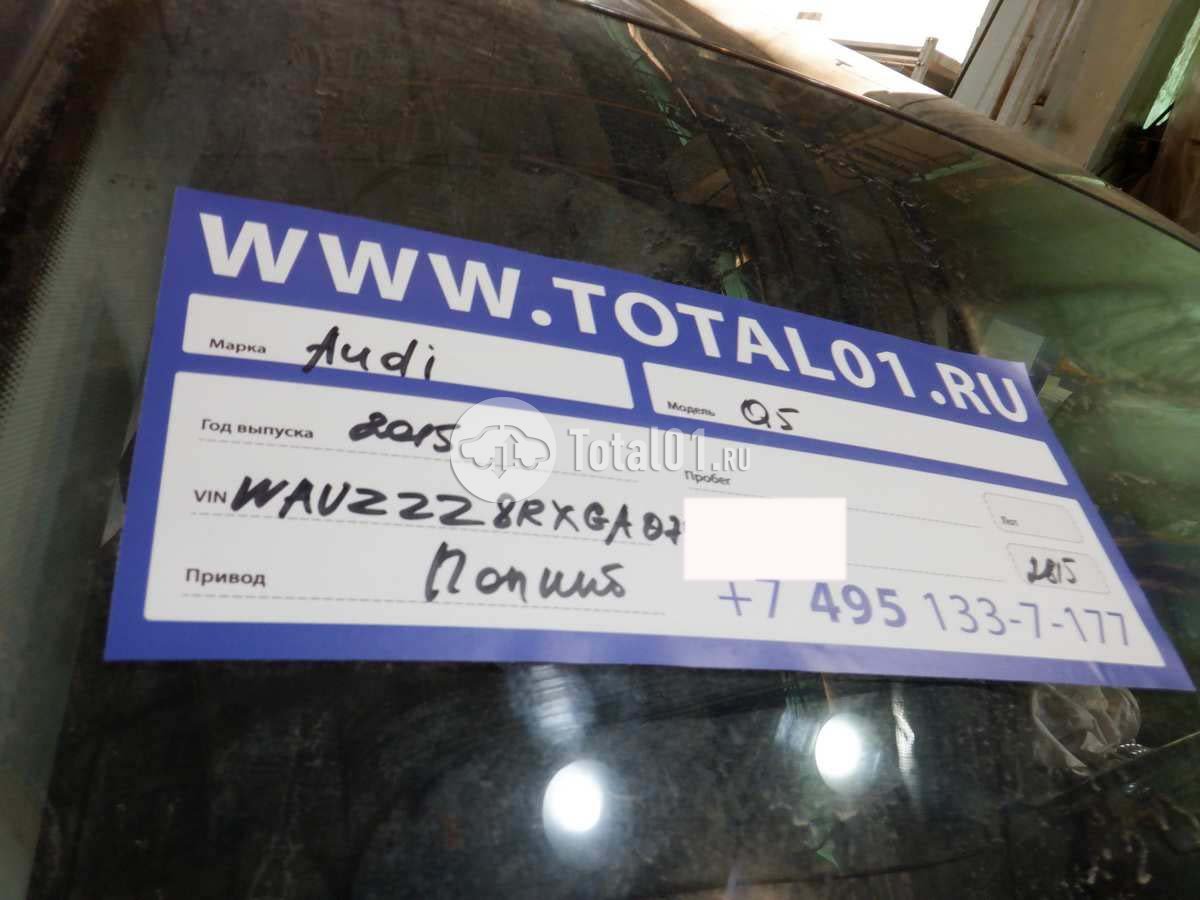 WWW.TOTAL01.RU
Марка Audi
Модель Q5
Год выпуска 2015
Total01.RU
Пробег
VIN WAUZZZ8RXGA07
2815
Привод Полный
+7 495 133-7-177